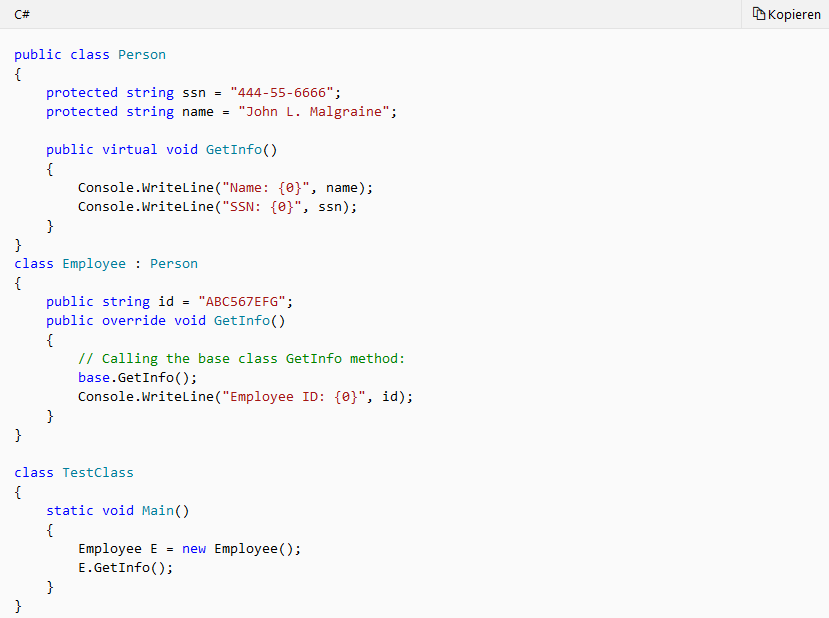 C#
Kopieren
public class Person
{
    protected string ssn = "444-55-6666";
    protected string name = "John L. Malgraine";
    public virtual void GetInfo()
    {
        Console.WriteLine("Name: {0}", name);
        Console.WriteLine("SSN: {0}", ssn);
    }
}
class Employee : Person
{
    public string id = "ABC567EFG";
    public override void GetInfo()
    {
        // Calling the base class GetInfo method:
        base.GetInfo();
        Console.WriteLine("Employee ID: {0}", id);
    }
}
class TestClass
{
    static void Main()
    {
        Employee E = new Employee();
        E.GetInfo();
    }
}